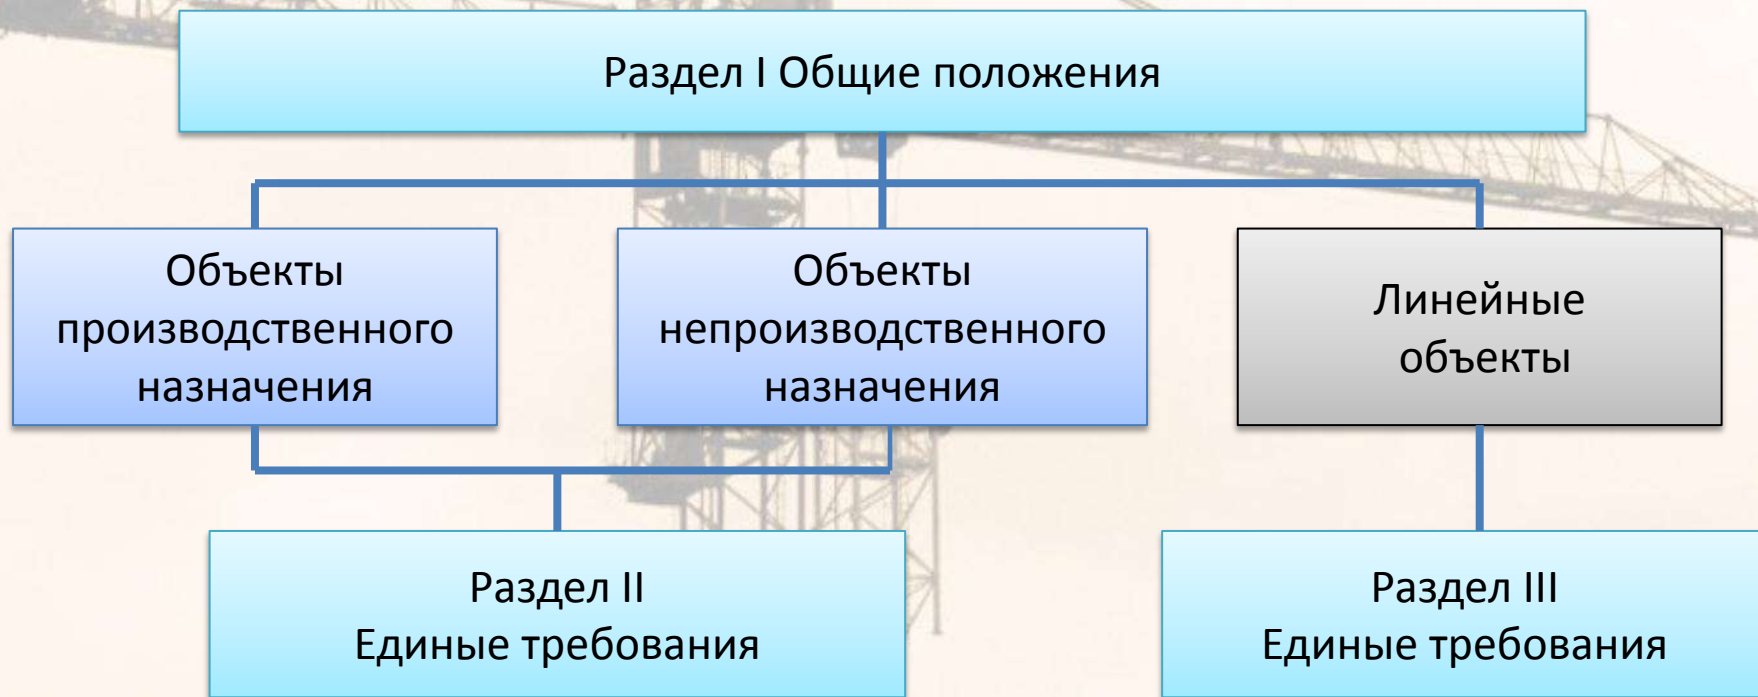 Раздел I Общие положения
Объекты
производственного
назначения
Объекты
непроизводственного
назначения
Линейные
объекты
Раздел II
Единые требования
Раздел III
Единые требования